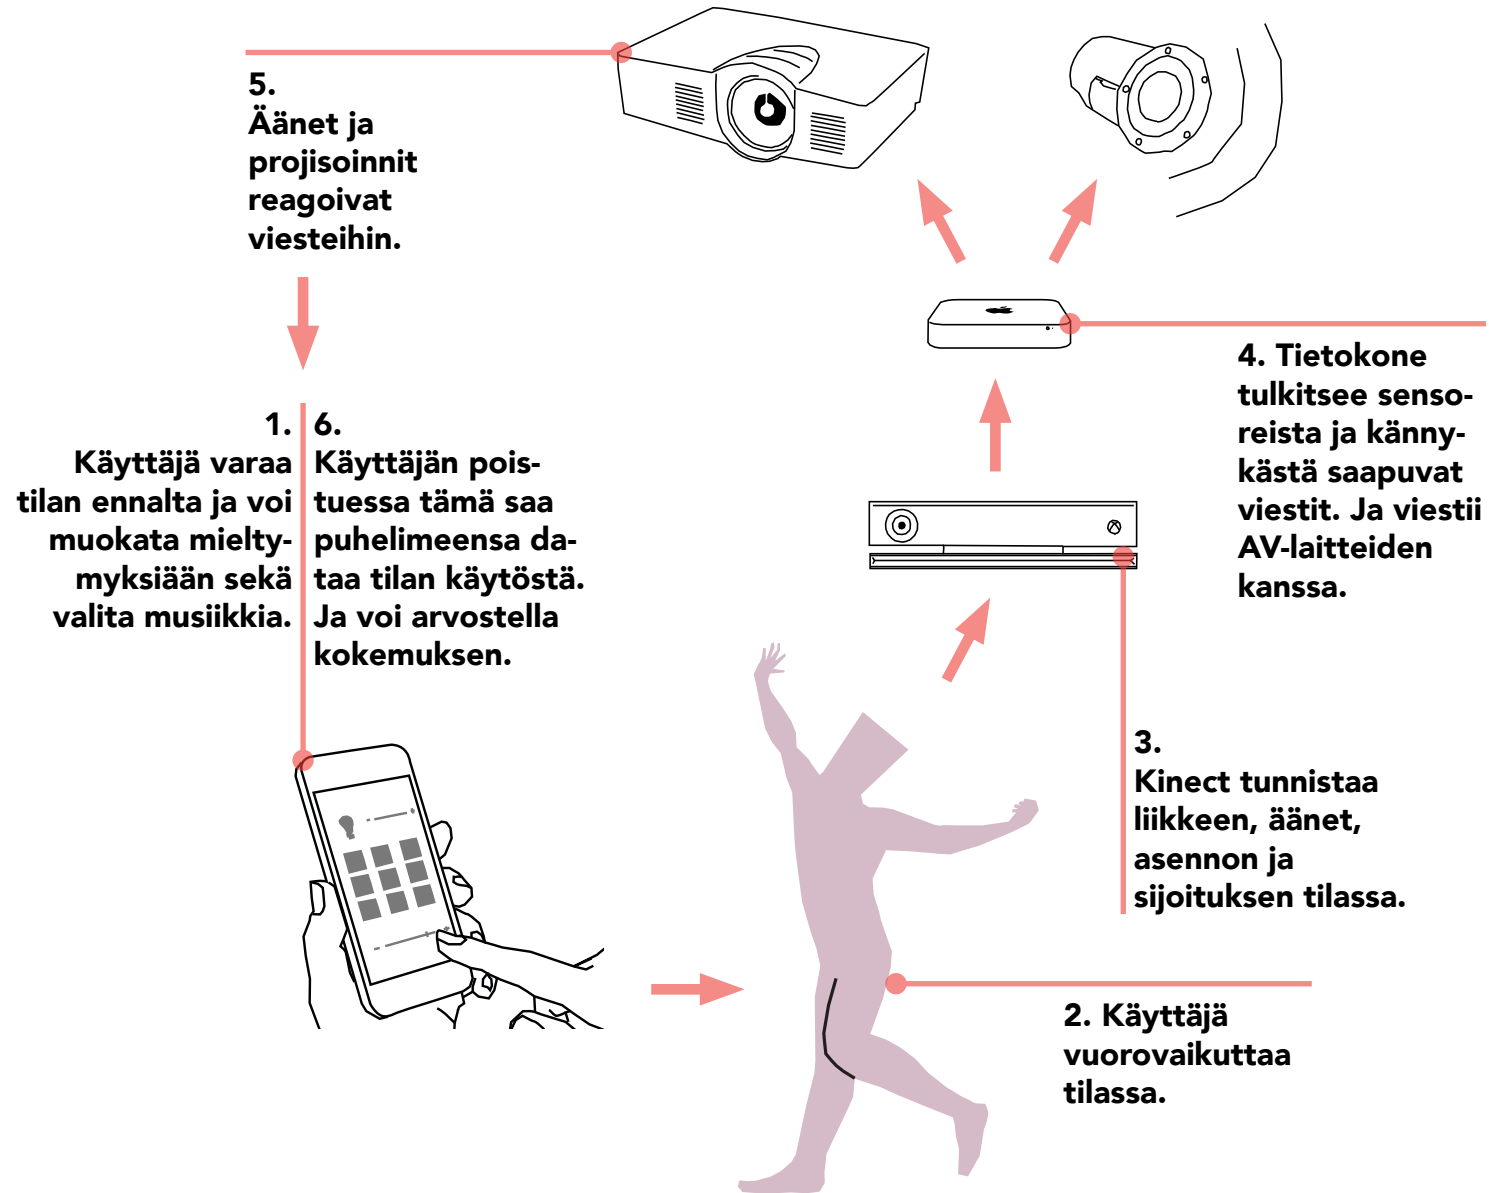 5.
Äänet ja
projisoinnit
reagoivat
viesteihin.
1.
Käyttäjä varaa
tilan ennalta ja voi
muokata mielty-
myksiään sekä
valita musiikkia.
6.
Käyttäjän pois-
tuessa tämä saa
puhelimeensa da-
taa tilan käytöstä.
Ja voi arvostella
kokemuksen.
4. Tietokone
tulkitsee senso-
reista ja känny-
kästä saapuvat
viestit. Ja viestii
AV-laitteiden
kanssa.
3.
Kinect tunnistaa
liikkeen, äänet,
asennon ja
sijoituksen tilassa.
2. Käyttäjä
vuorovaikuttaa
tilassa.